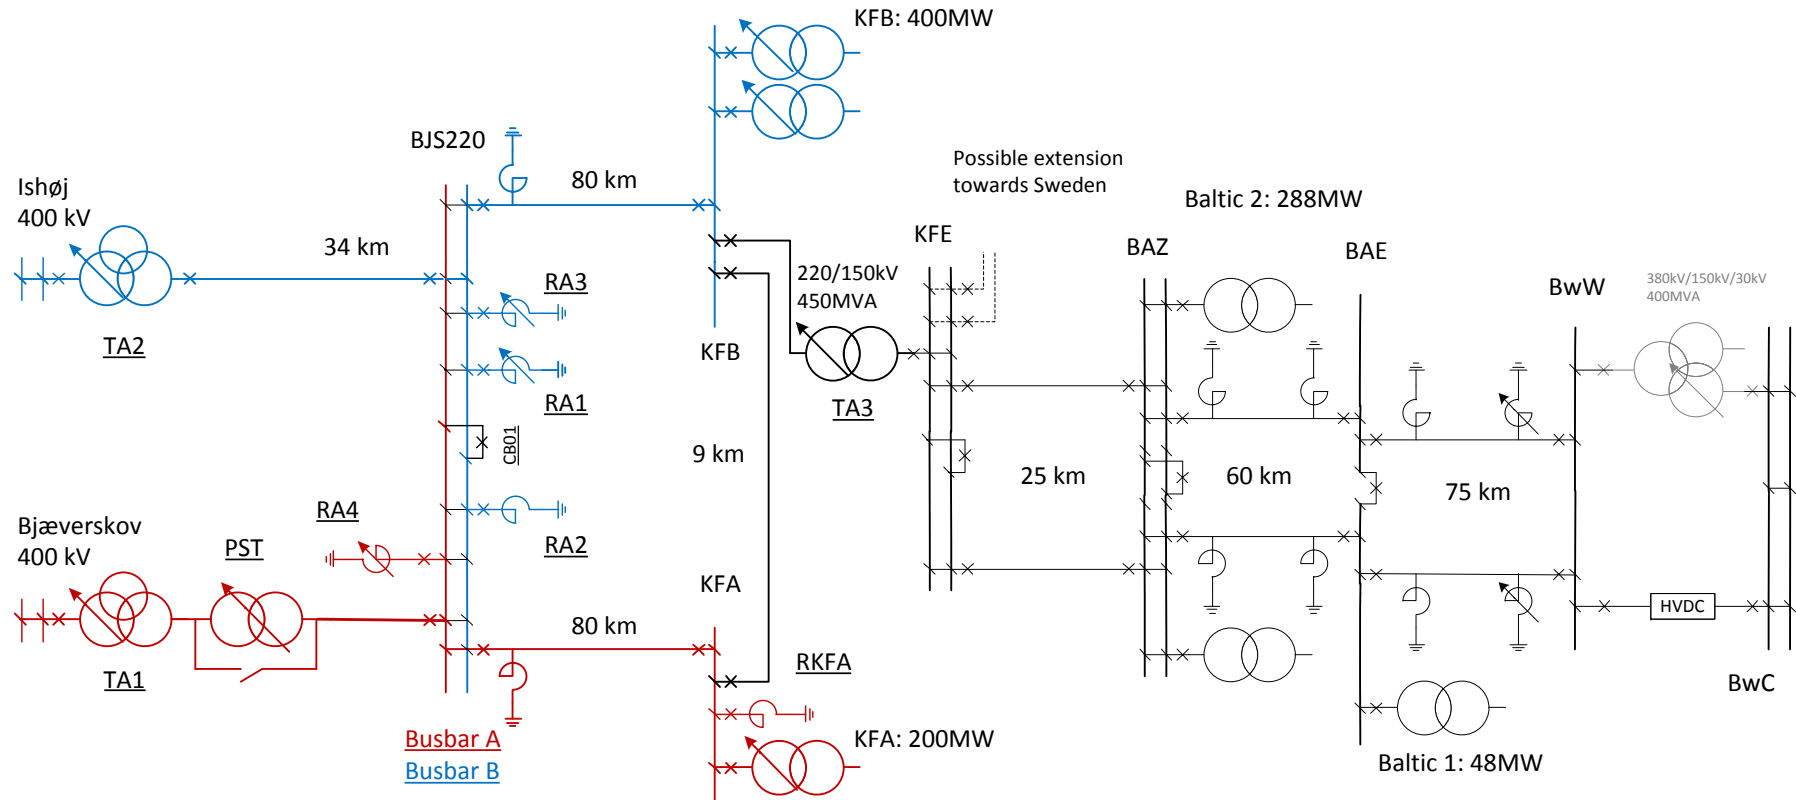 KFB: 400MW
BJS220
Possible extension
towards Sweden
80 km
Ishøj
400 kV
Baltic 2: 288MW
34 km
KFE
BAZ
BAE
RA3
220/150kV
450MVA
BwW
380kV/150kV/30kV
400MVA
TA2
KFB
RA1
TA3
CB01
9 km
25 km
60 km
75 km
RA4
Bjæverskov
400 kV
PST
RA2
KFA
80 km
HVDC
TA1
RKFA
BwC
Busbar A
Busbar B
KFA: 200MW
Baltic 1: 48MW